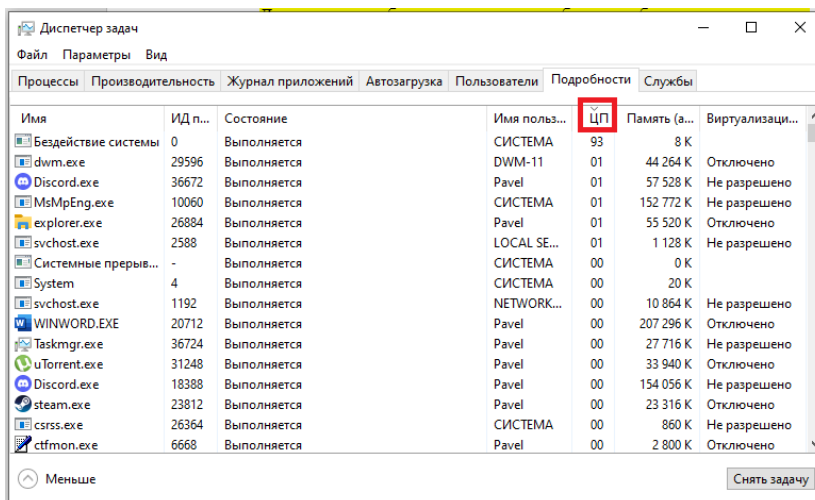 Диспетчер задач
Файл Параметры Вид
Процессы Производительность Журнал приложений Автозагрузка Пользователи Подробности Службы
Имя ИД п... Состояние Имя польз... ЦП Память (а... Виртуализаци...
Бездействие системы 0 Выполняется СИСТЕМА 93 8 K
dwm.exe 29596 Выполняется DWM-11 01 44 264 K Отключено
Discord.exe 36672 Выполняется Pavel 01 57 528 K Не разрешено
MsMpEng.exe 10060 Выполняется СИСТЕМА 01 152 772 K Не разрешено
explorer.exe 26884 Выполняется Pavel 01 55 520 K Отключено
svchost.exe 2588 Выполняется LOCAL SE... 01 1 128 K Не разрешено
Системные прерыв... - Выполняется СИСТЕМА 00 0 K
System 4 Выполняется СИСТЕМА 00 20 K
svchost.exe 1192 Выполняется NETWORK... 00 10 864 K Не разрешено
WINWORD.EXE 20712 Выполняется Pavel 00 207 296 K Отключено
Taskmgr.exe 36724 Выполняется Pavel 00 27 716 K Не разрешено
uTorrent.exe 31248 Выполняется Pavel 00 33 940 K Отключено
Discord.exe 18388 Выполняется Pavel 00 154 056 K Не разрешено
steam.exe 23812 Выполняется Pavel 00 23 316 K Отключено
csrss.exe 26364 Выполняется СИСТЕМА 00 860 K Не разрешено
ctfmon.exe 6668 Выполняется Pavel 00 2 800 K Отключено
Меньше Снять задачу